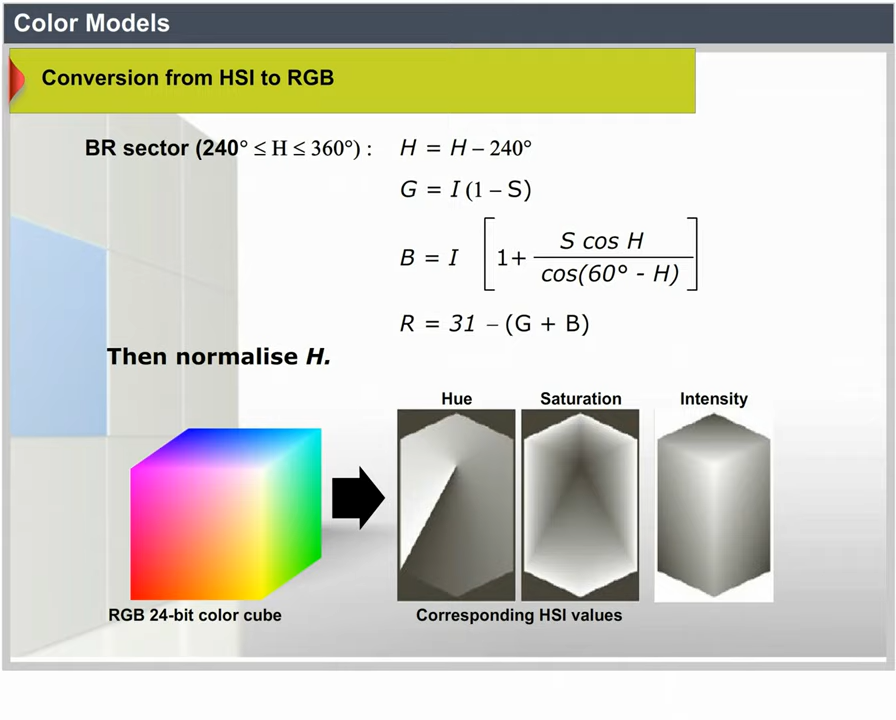 Color Models
Conversion from HSI to RGB
BR sector (240° ≤ H ≤ 360°) : H = H – 240°
G = I (1 – S)
B = I [ 1+ S cos H / cos(60° - H) ]
R = 31 – (G + B)
Then normalise H.
Hue Saturation Intensity
RGB 24-bit color cube Corresponding HSI values